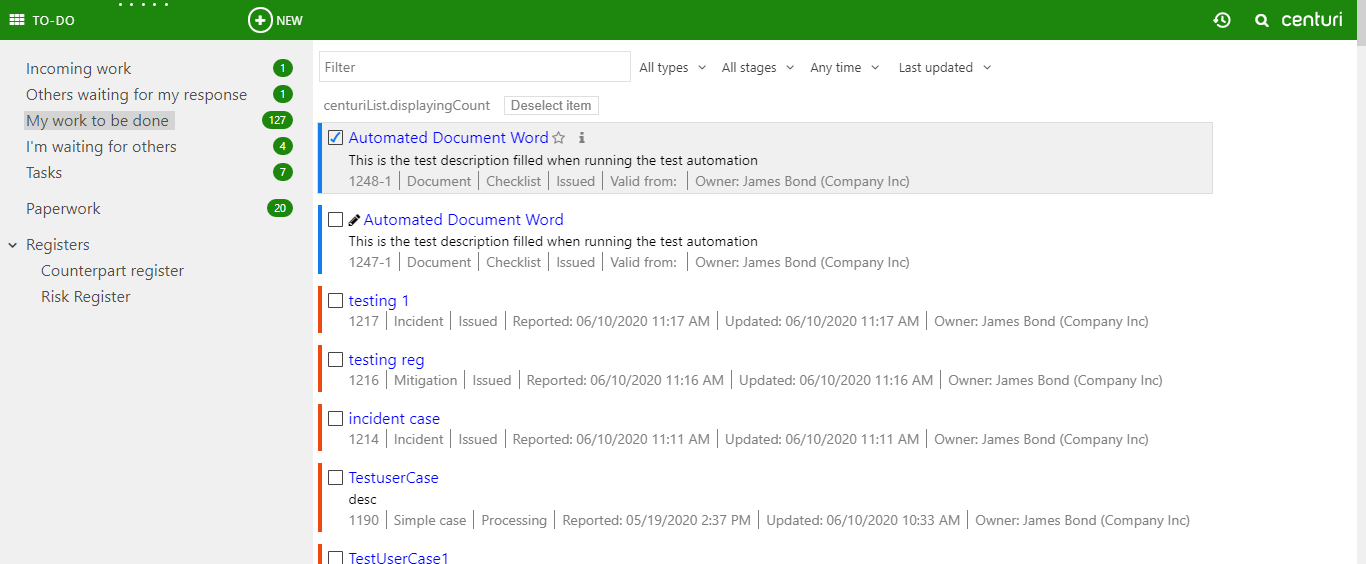 TO-DO
NEW
centuri
Incoming work 1
Others waiting for my response 1
My work to be done 127
I'm waiting for others 4
Tasks 7
Paperwork 20
Registers
Counterpart register
Risk Register
Filter All types All stages Any time Last updated
centuriList.displayingCount Deselect item
Automated Document Word
This is the test description filled when running the test automation
1248-1 Document Checklist Issued Valid from: Owner: James Bond (Company Inc)
Automated Document Word
This is the test description filled when running the test automation
1247-1 Document Checklist Issued Valid from: Owner: James Bond (Company Inc)
testing 1
1217 Incident Issued Reported: 06/10/2020 11:17 AM Updated: 06/10/2020 11:17 AM Owner: James Bond (Company Inc)
testing reg
1216 Mitigation Issued Reported: 06/10/2020 11:16 AM Updated: 06/10/2020 11:16 AM Owner: James Bond (Company Inc)
incident case
1214 Incident Issued Reported: 06/10/2020 11:11 AM Updated: 06/10/2020 11:11 AM Owner: James Bond (Company Inc)
TestuserCase
desc
1190 Simple case Processing Reported: 05/19/2020 2:37 PM Updated: 06/10/2020 10:33 AM Owner: James Bond (Company Inc)
TestUserCase1